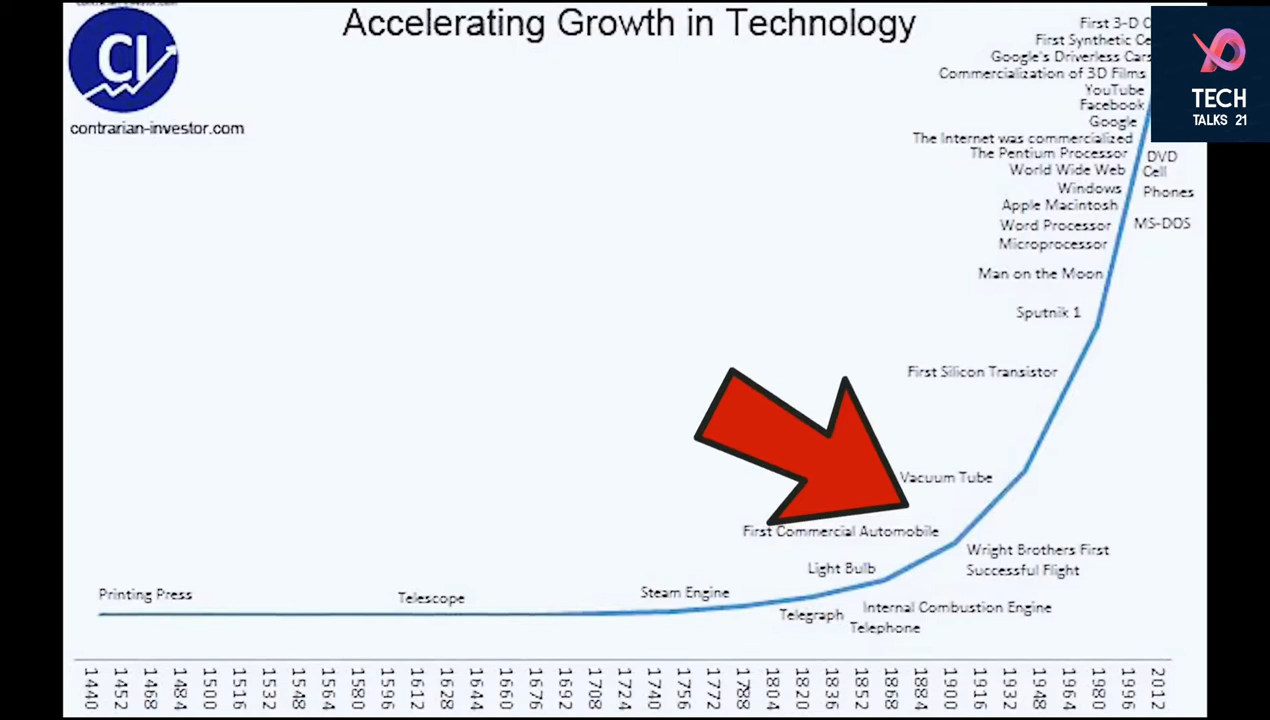 Accelerating Growth in Technology
CI
contrarian-investor.com
TECH
TALKS 21
First 3-D
First Synthetic
Google's Driverless Cars
Commercialization of 3D Films
YouTube
Facebook
Google
The Internet was commercialized
The Pentium Processor
DVD
World Wide Web
Cell
Windows
Phones
Apple Macintosh
Word Processor
MS-DOS
Microprocessor
Man on the Moon
Sputnik 1
First Silicon Transistor
Vacuum Tube
First Commercial Automobile
Wright Brothers First
Successful Flight
Light Bulb
Printing Press
Telescope
Steam Engine
Telegraph
Internal Combustion Engine
Telephone
1440
1452
1468
1484
1500
1516
1532
1548
1564
1580
1596
1612
1628
1644
1660
1676
1692
1708
1724
1740
1756
1772
1788
1804
1820
1836
1852
1868
1884
1900
1916
1932
1948
1964
1980
1996
2012